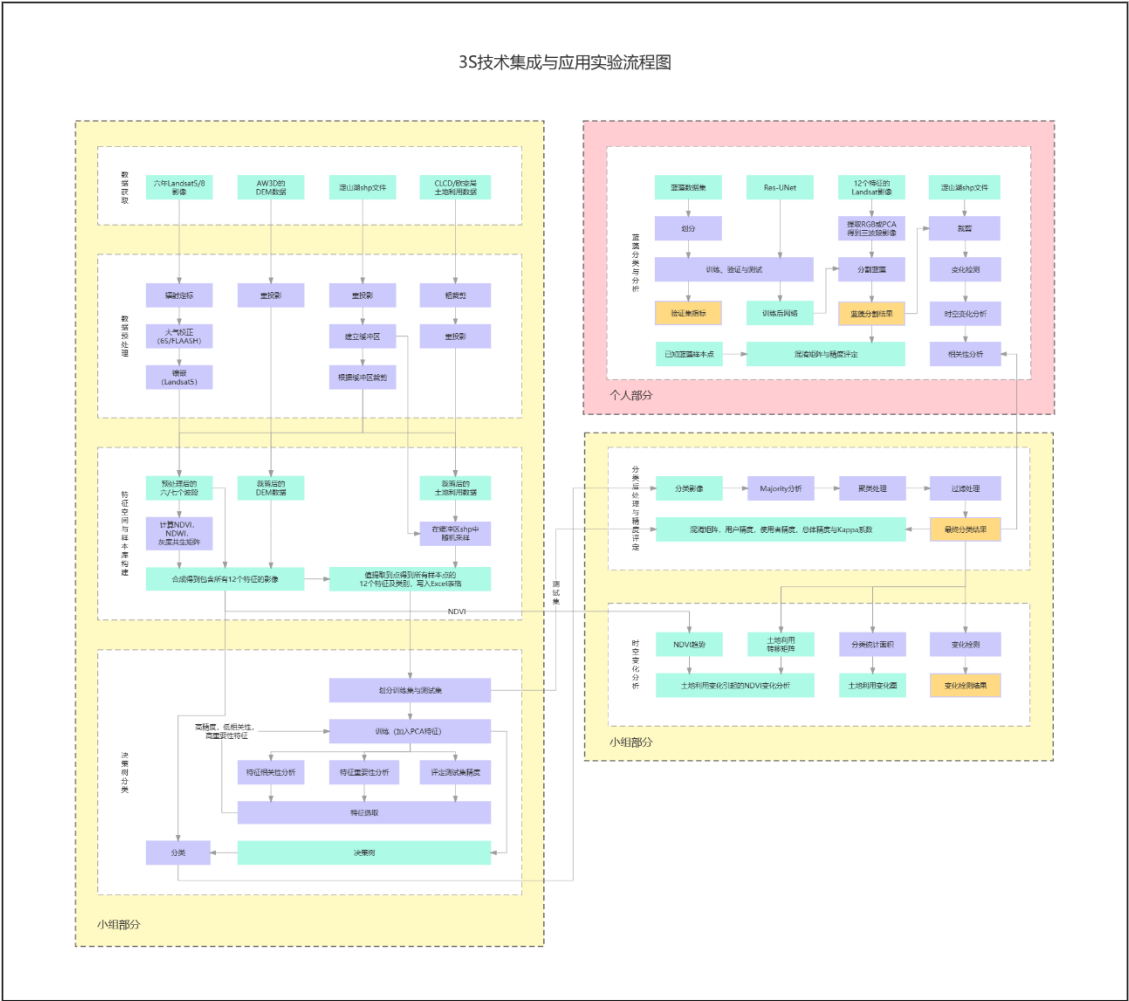 3S技术集成与应用实验流程图
数据获取
六年Landsat5/8
影像
AW3D的
DEM数据
淀山湖shp文件
CLCD/欧空局
土地利用数据
数据预处理
辐射定标
重投影
重投影
粗裁剪
大气校正
(6S/FLAASH)
建立缓冲区
重投影
镶嵌
(Landsat5)
根据缓冲区裁剪
特征空间与样本库构建
预处理后的
六/七个波段
裁剪后的
DEM数据
裁剪后的
土地利用数据
计算NDVI、
NDWI、
灰度共生矩阵
在缓冲区shp中
随机采样
合成得到包含所有12个特征的影像
值提取到点得到所有样本点的
12个特征及类别，写入Excel表格
NDVI
测试集
决策树分类
划分训练集与测试集
高精度，低相关性，
高重要性特征
训练（加入PCA特征）
特征相关性分析
特征重要性分析
评定测试集精度
特征选取
分类
决策树
小组部分
蓝藻分类与分析
蓝藻数据集
Res-UNet
12个特征的
Landsat影像
淀山湖shp文件
划分
提取RGB或PCA
得到三波段影像
裁剪
训练、验证与测试
分割蓝藻
变化检测
验证集指标
训练后网络
蓝藻分割结果
时空变化分析
已知蓝藻样本点
混淆矩阵与精度评定
相关性分析
个人部分
分类后处理与精度评定
分类影像
Majority分析
聚类处理
过滤处理
混淆矩阵，用户精度，使用者精度，总体精度与Kappa系数
最终分类结果
时空变化分析
NDVI趋势
土地利用
转移矩阵
分类统计面积
变化检测
土地利用变化引起的NDVI变化分析
土地利用变化图
变化检测结果
小组部分